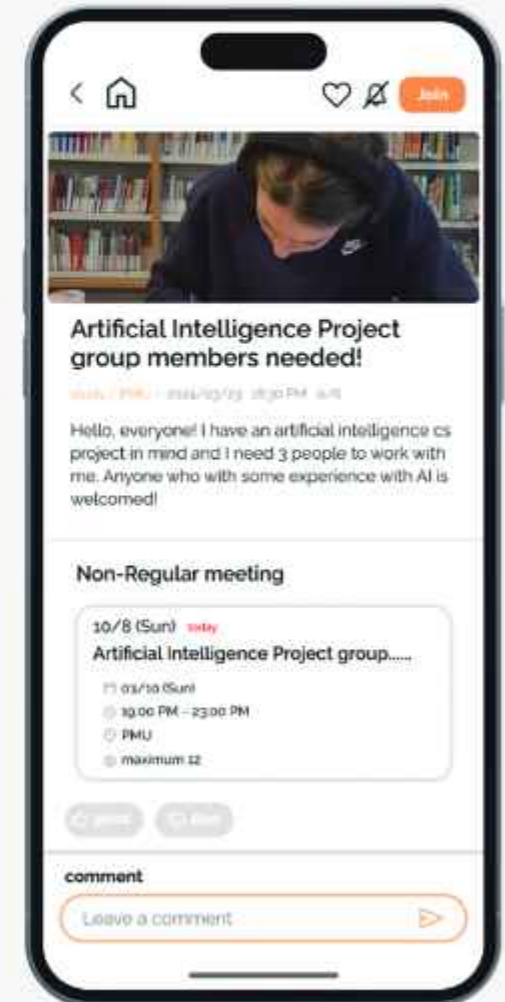 Join
Artificial Intelligence Project
group members needed!
Hello, everyone! I have an artificial intelligence cs
project in mind and I need 3 people to work with
me. Anyone who with some experience with AI is
welcomed!
Non-Regular meeting
10/8 (Sun) today
Artificial Intelligence Project group......
(Sun)
19:00 PM - 23:00 PM
PMU
maximum 12
comment
Leave a comment